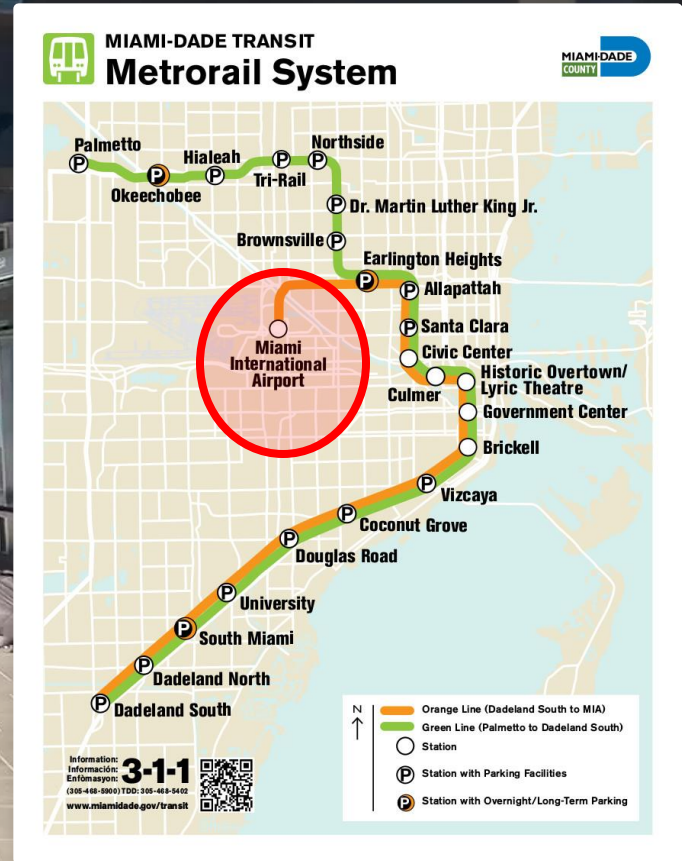 MIAMI-DADE TRANSIT
Metrorail System
MIAMI-DADE
COUNTY
Palmetto
Okeechobee
Hialeah
Tri-Rail
Northside
Dr. Martin Luther King Jr.
Brownsville
Earlington Heights
Allapattah
Santa Clara
Miami
International
Airport
Civic Center
Culmer
Historic Overtown/
Lyric Theatre
Government Center
Brickell
Vizcaya
Coconut Grove
Douglas Road
University
South Miami
Dadeland North
Dadeland South
N
Orange Line (Dadeland South to MIA)
Green Line (Palmetto to Dadeland South)
Station
P Station with Parking Facilities
P Station with Overnight/Long-Term Parking
Information:
Información:
Enfòmasyon:
3-1-1
(305-468-5900) TDD: 305-468-5402
www.miamidade.gov/transit